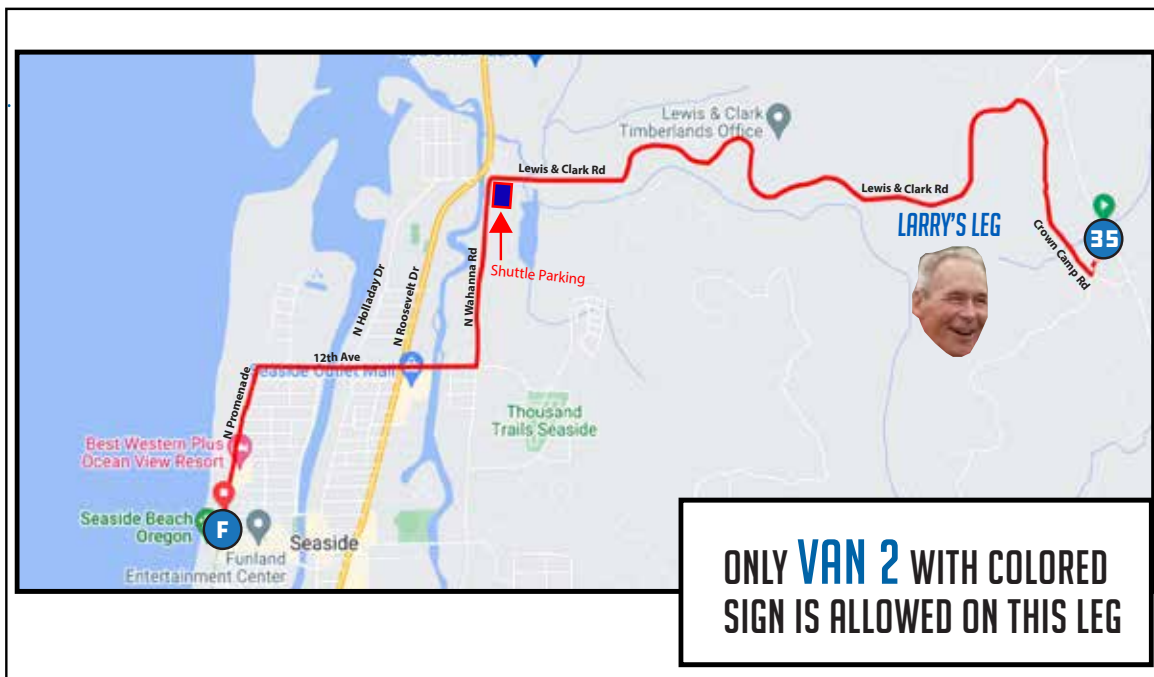 Lewis & Clark
Timberlands Office
Lewis & Clark Rd
Lewis & Clark Rd
LARRY'S LEG
35
Crown Camp Rd
Shuttle Parking
N Wahanna Rd
N Holladay Dr
N Roosevelt Dr
12th Ave
Seaside Outlet Mall
N Promenade
Thousand
Trails Seaside
Best Western Plus
Ocean View Resort
Seaside Beach
Oregon
F
Funland
Entertainment Center
Seaside
ONLY VAN 2 WITH COLORED
SIGN IS ALLOWED ON THIS LEG